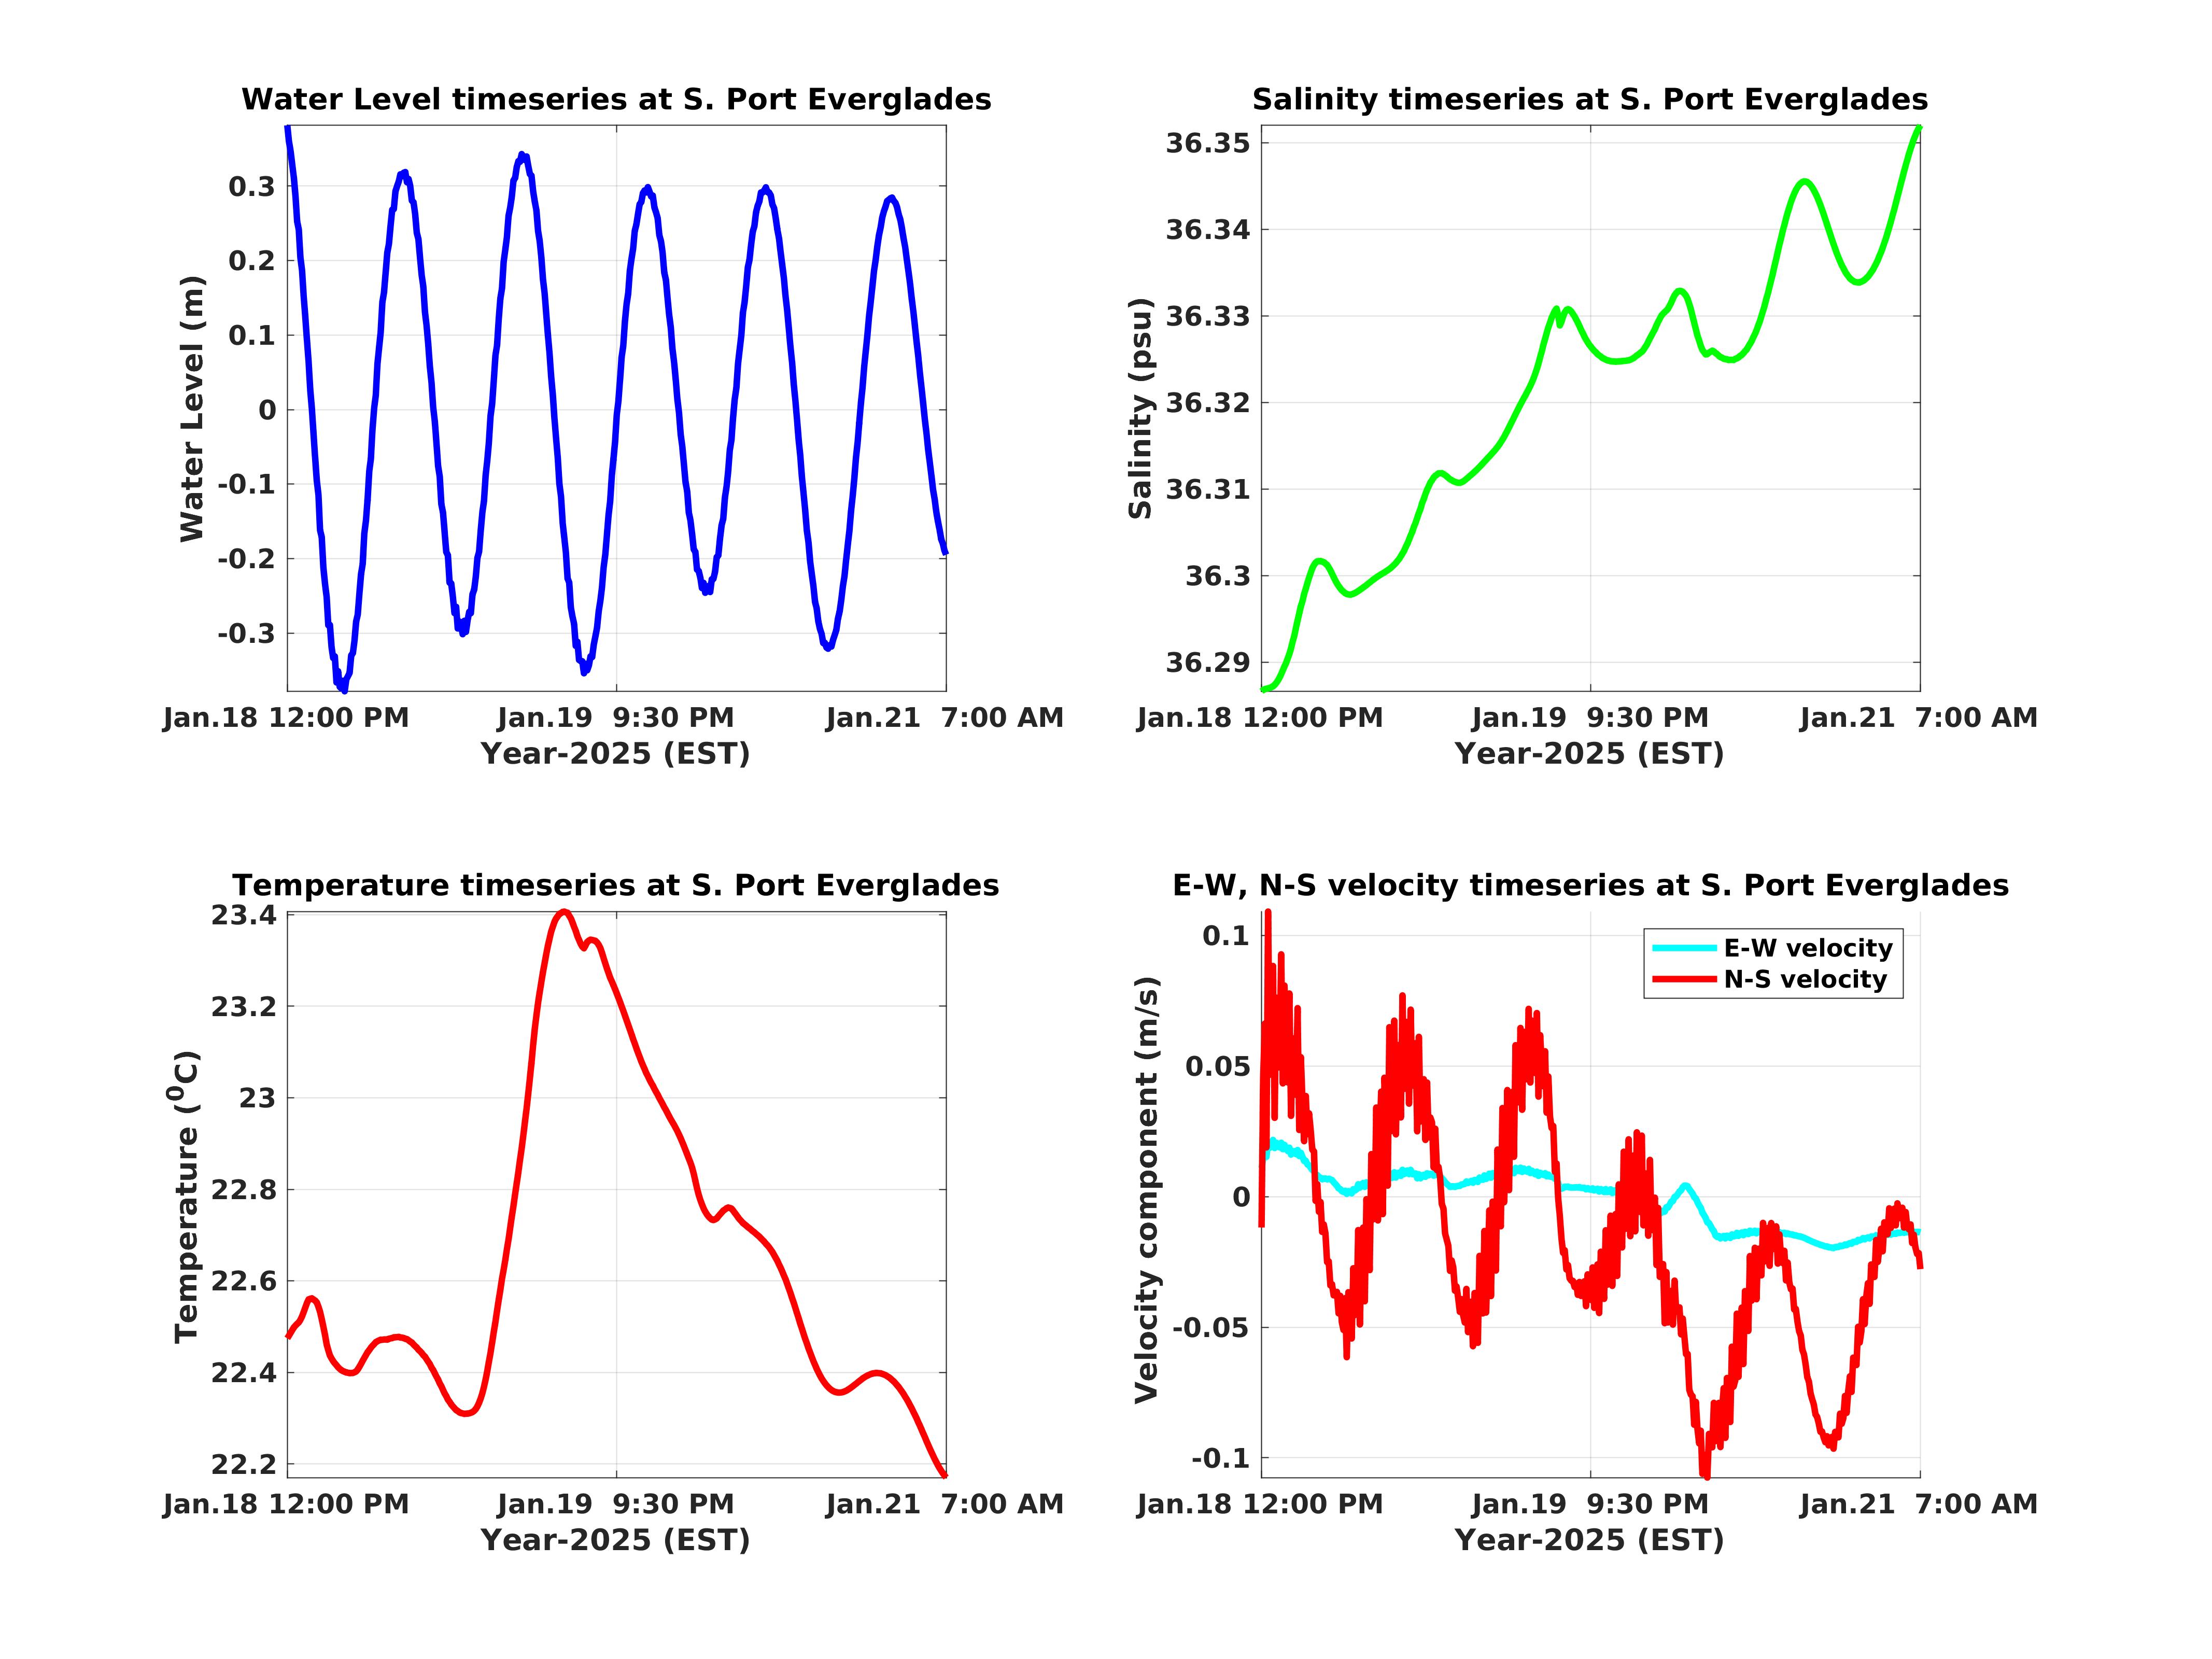 Water Level timeseries at S. Port Everglades
Water Level (m)
0.3
0.2
0.1
0
-0.1
-0.2
-0.3
Jan.18 12:00 PM
Jan.19 9:30 PM
Jan.21 7:00 AM
Year-2025 (EST)
Salinity timeseries at S. Port Everglades
Salinity (psu)
36.35
36.34
36.33
36.32
36.31
36.3
36.29
Jan.18 12:00 PM
Jan.19 9:30 PM
Jan.21 7:00 AM
Year-2025 (EST)
Temperature timeseries at S. Port Everglades
Temperature (⁰C)
23.4
23.2
23
22.8
22.6
22.4
22.2
Jan.18 12:00 PM
Jan.19 9:30 PM
Jan.21 7:00 AM
Year-2025 (EST)
E-W, N-S velocity timeseries at S. Port Everglades
Velocity component (m/s)
0.1
0.05
0
-0.05
-0.1
E-W velocity
N-S velocity
Jan.18 12:00 PM
Jan.19 9:30 PM
Jan.21 7:00 AM
Year-2025 (EST)